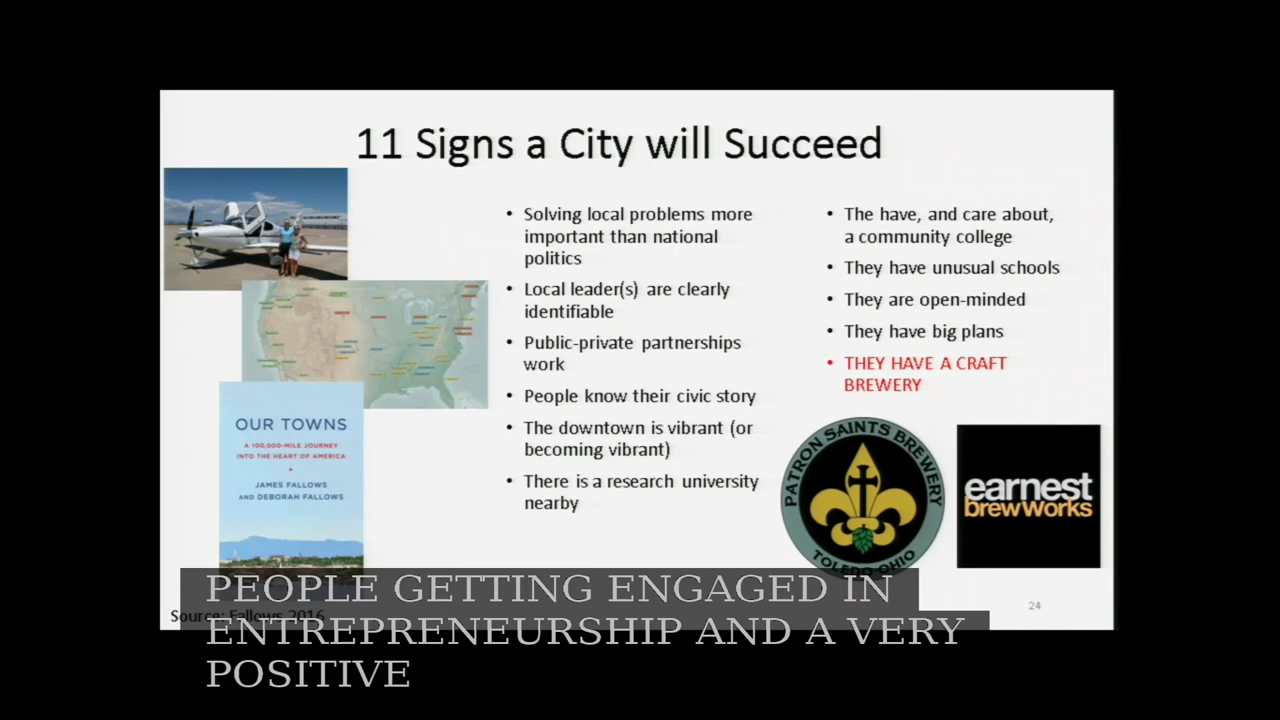 11 Signs a City will Succeed
• Solving local problems more
important than national
politics
• Local leader(s) are clearly
identifiable
• Public-private partnerships
work
• People know their civic story
• The downtown is vibrant (or
becoming vibrant)
• There is a research university
nearby
• The have, and care about,
a community college
• They have unusual schools
• They are open-minded
• They have big plans
• THEY HAVE A CRAFT
BREWERY
OUR TOWNS
A 100,000-MILE JOURNEY
INTO THE HEART OF AMERICA
JAMES FALLOWS
AND DEBORAH FALLOWS
PATRON SAINTS BREWERY
TOLEDO OHIO
earnest
brewWorks
Source: Fallows 2016
24
PEOPLE GETTING ENGAGED IN
ENTREPRENEURSHIP AND A VERY
POSITIVE